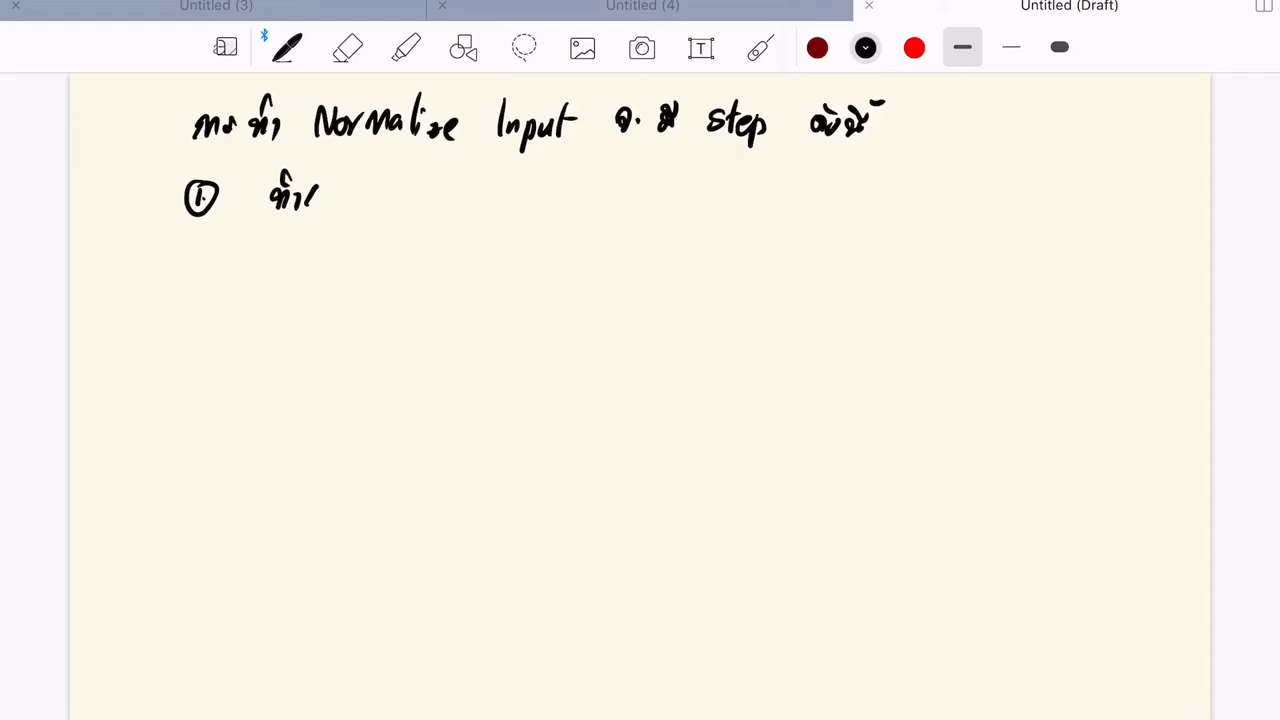 Untitled (3) Untitled (4) Untitled (Draft)
T
การทำ Normalize Input จ. มี step ดังนี้
① ทำ